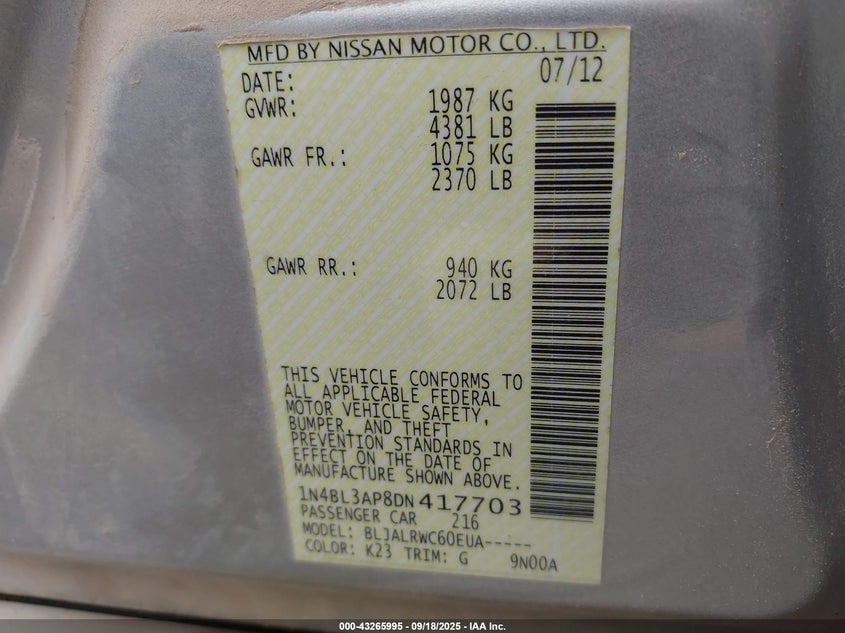 MFD BY NISSAN MOTOR CO., LTD.
DATE: 07/12
GVWR: 1987 KG
4381 LB
GAWR FR.: 1075 KG
2370 LB
GAWR RR.: 940 KG
2072 LB
THIS VEHICLE CONFORMS TO
ALL APPLICABLE FEDERAL
MOTOR VEHICLE SAFETY,
BUMPER, AND THEFT
PREVENTION STANDARDS IN
EFFECT ON THE DATE OF
MANUFACTURE SHOWN ABOVE.
1N4BL3AP8DN417703
PASSENGER CAR 216
MODEL: BLJALRWC60EUA-----
COLOR: K23 TRIM: G 9N00A
000-43265995 - 09/18/2025 - IAA Inc.